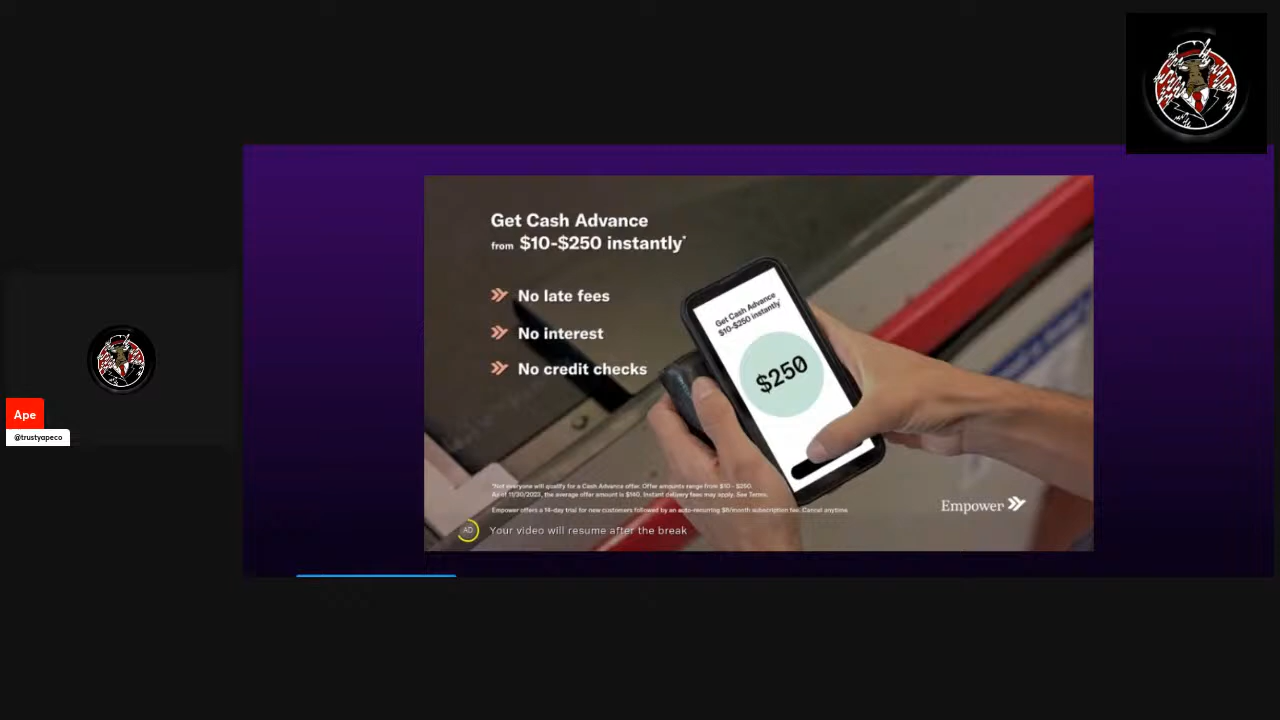 Get Cash Advance
from $10-$250 instantly*
No late fees
No interest
No credit checks
Get Cash Advance
$10-$250 instantly*
$250
Ape
@trustyapeco
*Not everyone will qualify for a Cash Advance offer. Offer amounts range from $10 - $250.
As of 11/30/2023, the average offer amount is $140. Instant delivery fees may apply. See Terms.
Empower offers a 14-day trial for new customers followed by an auto-recurring $8/month subscription fee. Cancel anytime.
Empower
AD
Your video will resume after the break